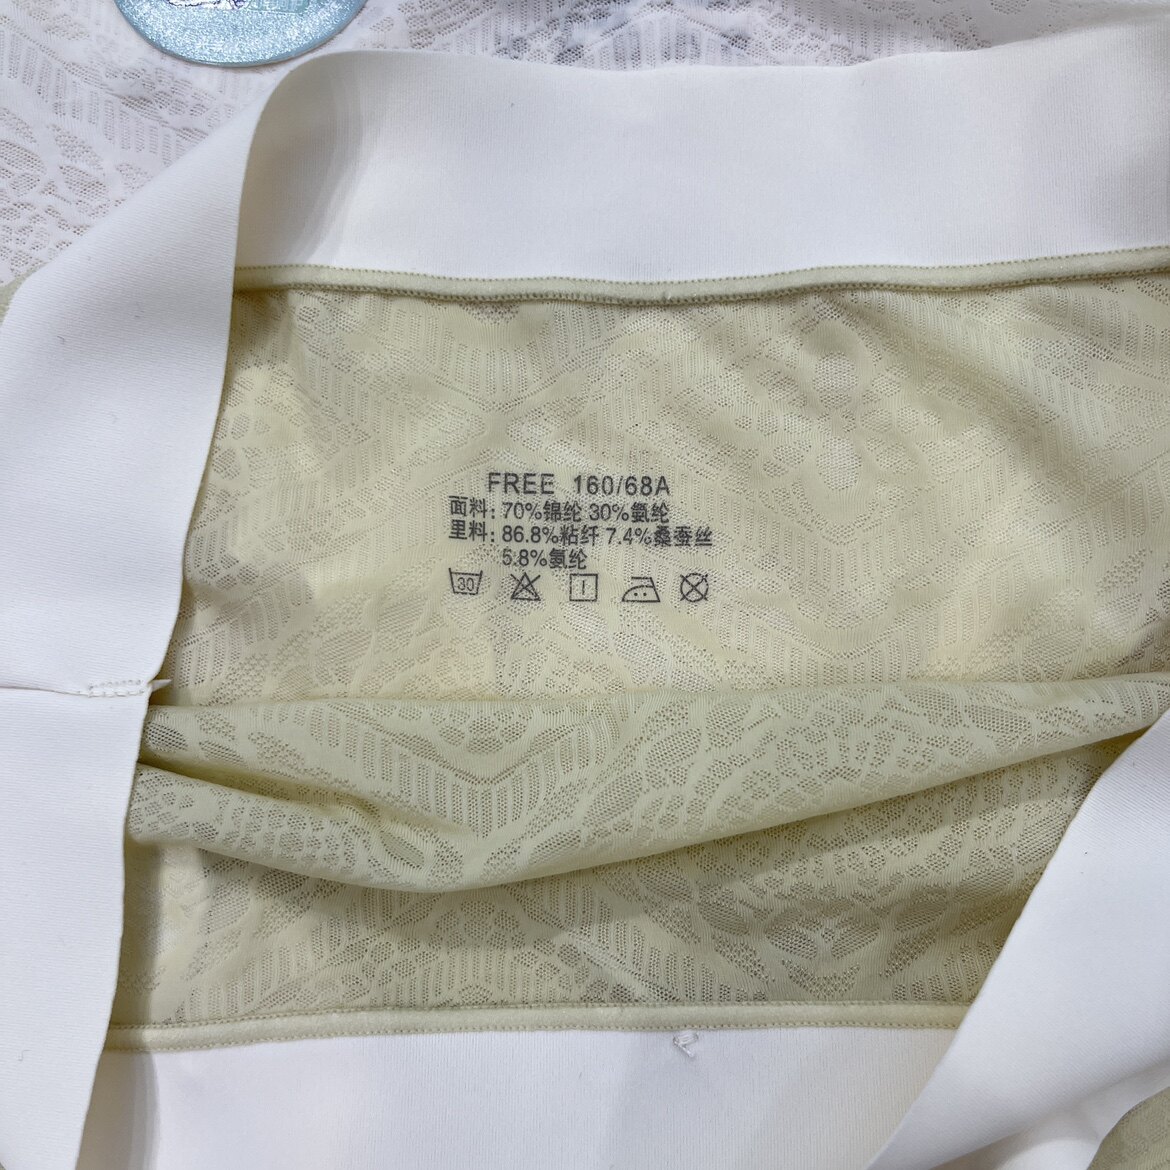 FREE 160/68A
面料: 70%锦纶 30%氨纶
里料: 86.8%粘纤 7.4%桑蚕丝
5.8%氨纶
30